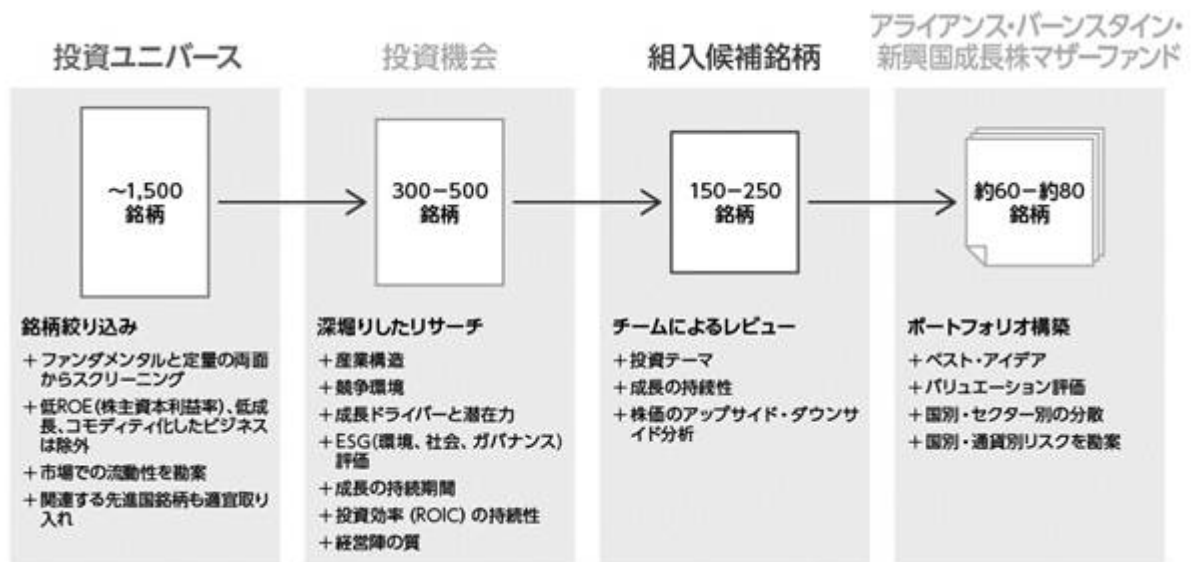 投資ユニバース
~1,500
銘柄
銘柄絞り込み
+ファンダメンタルと定量の両面
からスクリーニング
+低ROE(株主資本利益率)、低成
長、コモディティ化したビジネス
は除外
+市場での流動性を勘案
+関連する先進国銘柄も適宜取り
入れ
投資機会
300-500
銘柄
深堀りしたリサーチ
+産業構造
+競争環境
+成長ドライバーと潜在力
+ESG(環境、社会、ガバナンス)
評価
+成長の持続期間
+投資効率 (ROIC) の持続性
+経営陣の質
組入候補銘柄
150-250
銘柄
チームによるレビュー
+投資テーマ
+成長の持続性
+株価のアップサイド・ダウンサ
イド分析
アライアンス・バーンスタイン・
新興国成長株マザーファンド
約60-約80
銘柄
ポートフォリオ構築
+ベスト・アイデア
+バリュエーション評価
+国別・セクター別の分散
+国別・通貨別リスクを勘案